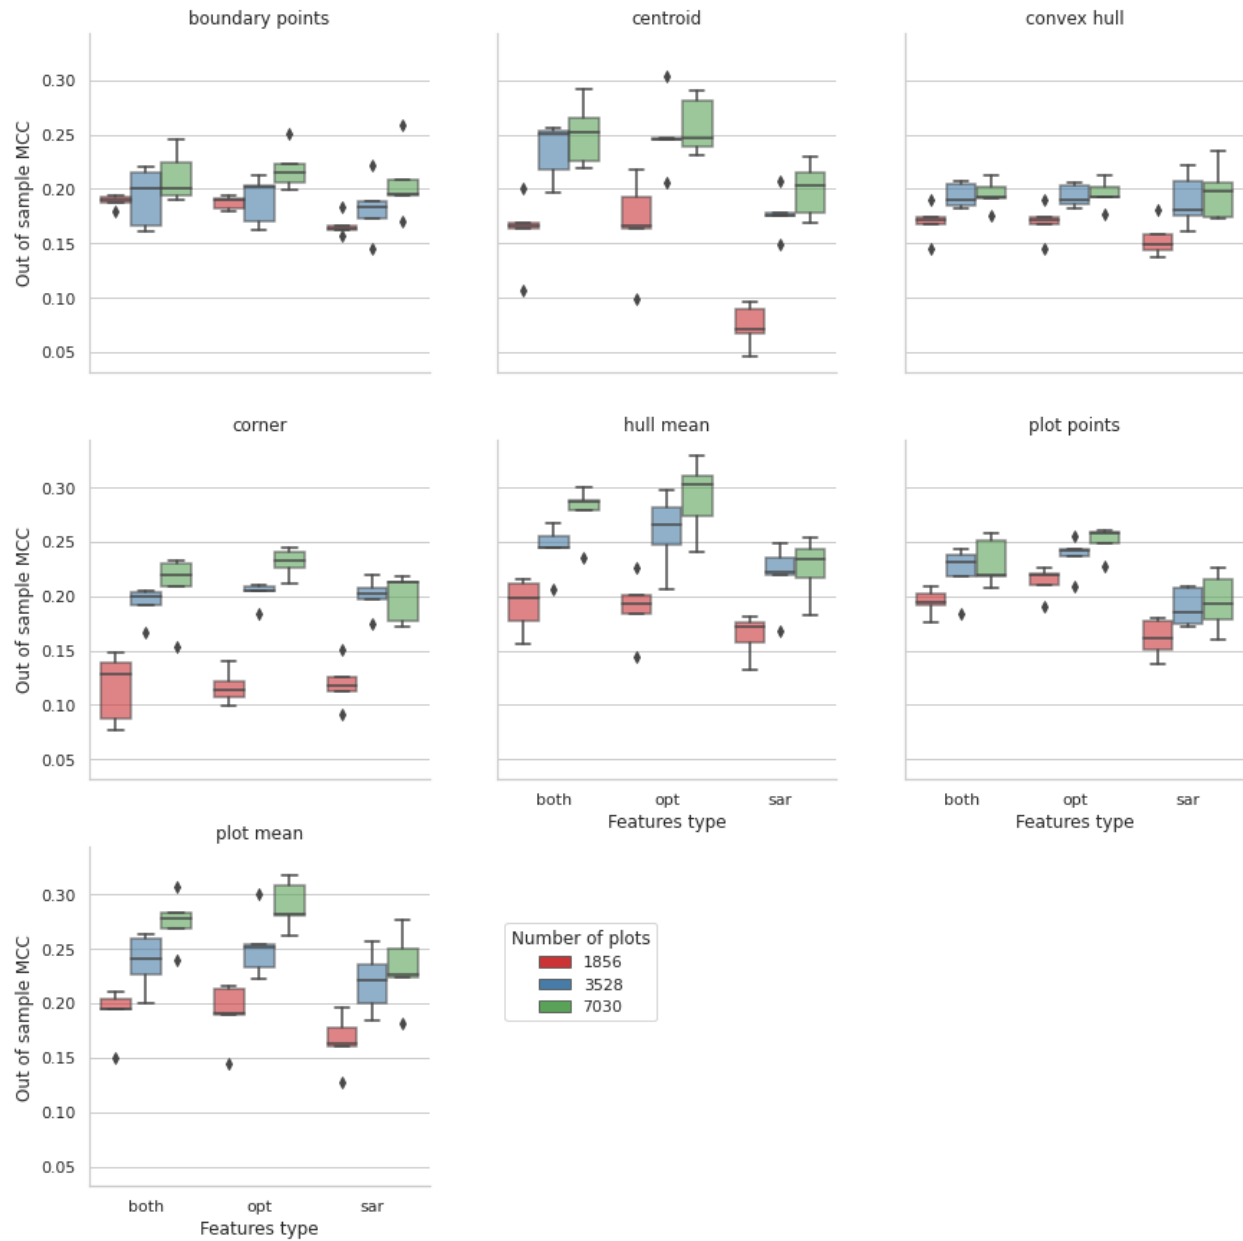 boundary points
centroid
convex hull
Out of sample MCC
0.30
0.25
0.20
0.15
0.10
0.05
corner
hull mean
plot points
Out of sample MCC
0.30
0.25
0.20
0.15
0.10
0.05
both opt sar
Features type
both opt sar
Features type
plot mean
Out of sample MCC
0.30
0.25
0.20
0.15
0.10
0.05
both opt sar
Features type
Number of plots
1856
3528
7030